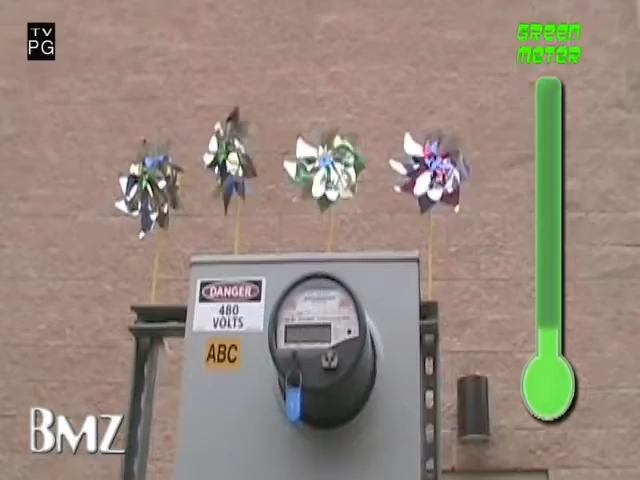 TV
PG
GREEN
METER
DANGER
480
VOLTS
ABC
BMZ